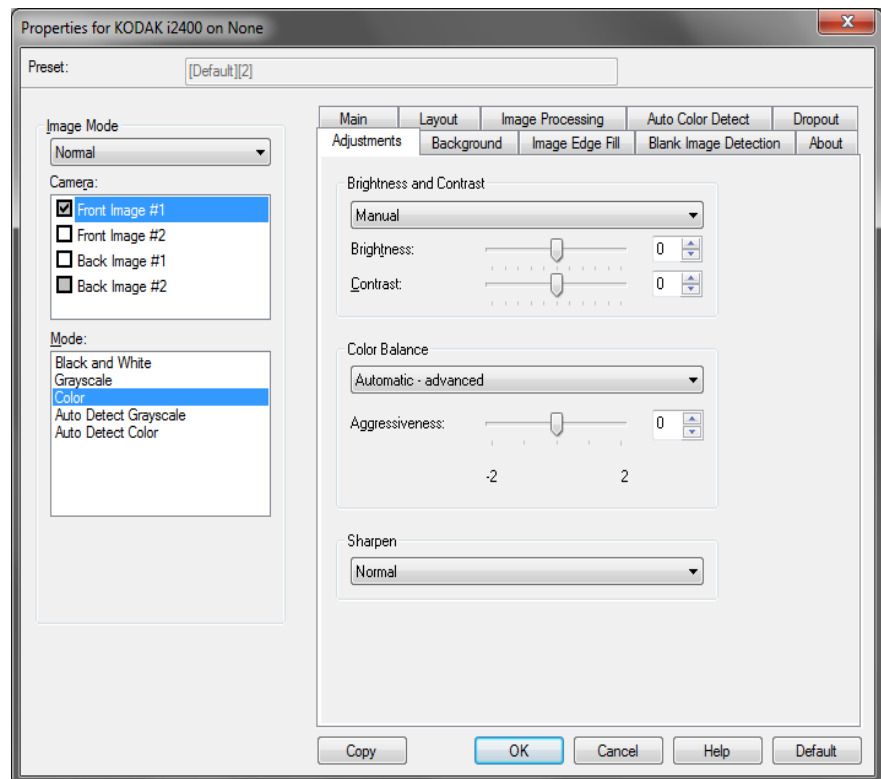 Properties for KODAK i2400 on None
Preset:
[Default][2]
Image Mode
Normal
Camera:
Front Image #1
Front Image #2
Back Image #1
Back Image #2
Mode:
Black and White
Grayscale
Color
Auto Detect Grayscale
Auto Detect Color
Main Layout Image Processing Auto Color Detect Dropout
Adjustments Background Image Edge Fill Blank Image Detection About
Brightness and Contrast
Manual
Brightness: 0
Contrast: 0
Color Balance
Automatic - advanced
Aggressiveness: 0
-2 2
Sharpen
Normal
Copy OK Cancel Help Default